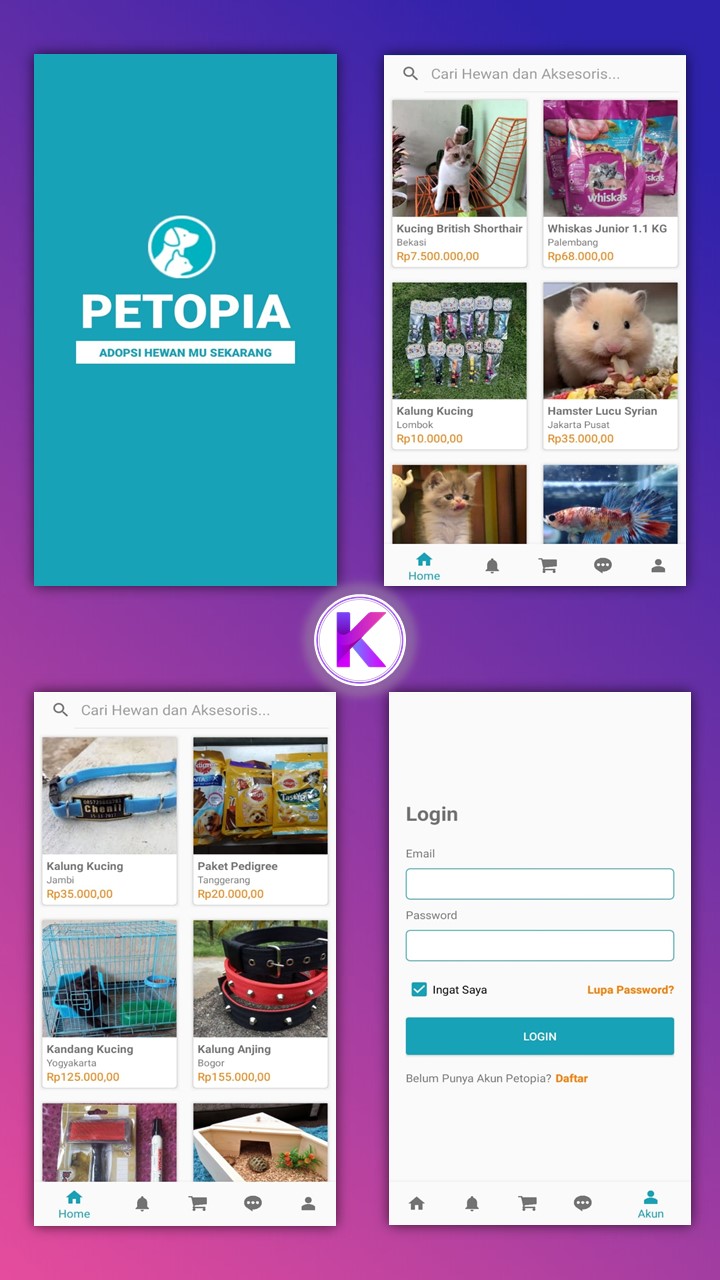 PETOPIA
ADOPSI HEWAN MU SEKARANG
Cari Hewan dan Aksesoris...
whiskas
Kucing British Shorthair
Bekasi
Rp7.500.000,00
Whiskas Junior 1.1 KG
Palembang
Rp68.000,00
Kalung Kucing
Lombok
Rp10.000,00
Hamster Lucu Syrian
Jakarta Pusat
Rp35.000,00
Home
K
Cari Hewan dan Aksesoris...
Chenil
Kalung Kucing
Jambi
Rp35.000,00
Paket Pedigree
Tanggerang
Rp20.000,00
Kandang Kucing
Yogyakarta
Rp125.000,00
Kalung Anjing
Bogor
Rp155.000,00
Home
Login
Email
Password
Ingat Saya
Lupa Password?
LOGIN
Belum Punya Akun Petopia? Daftar
Akun